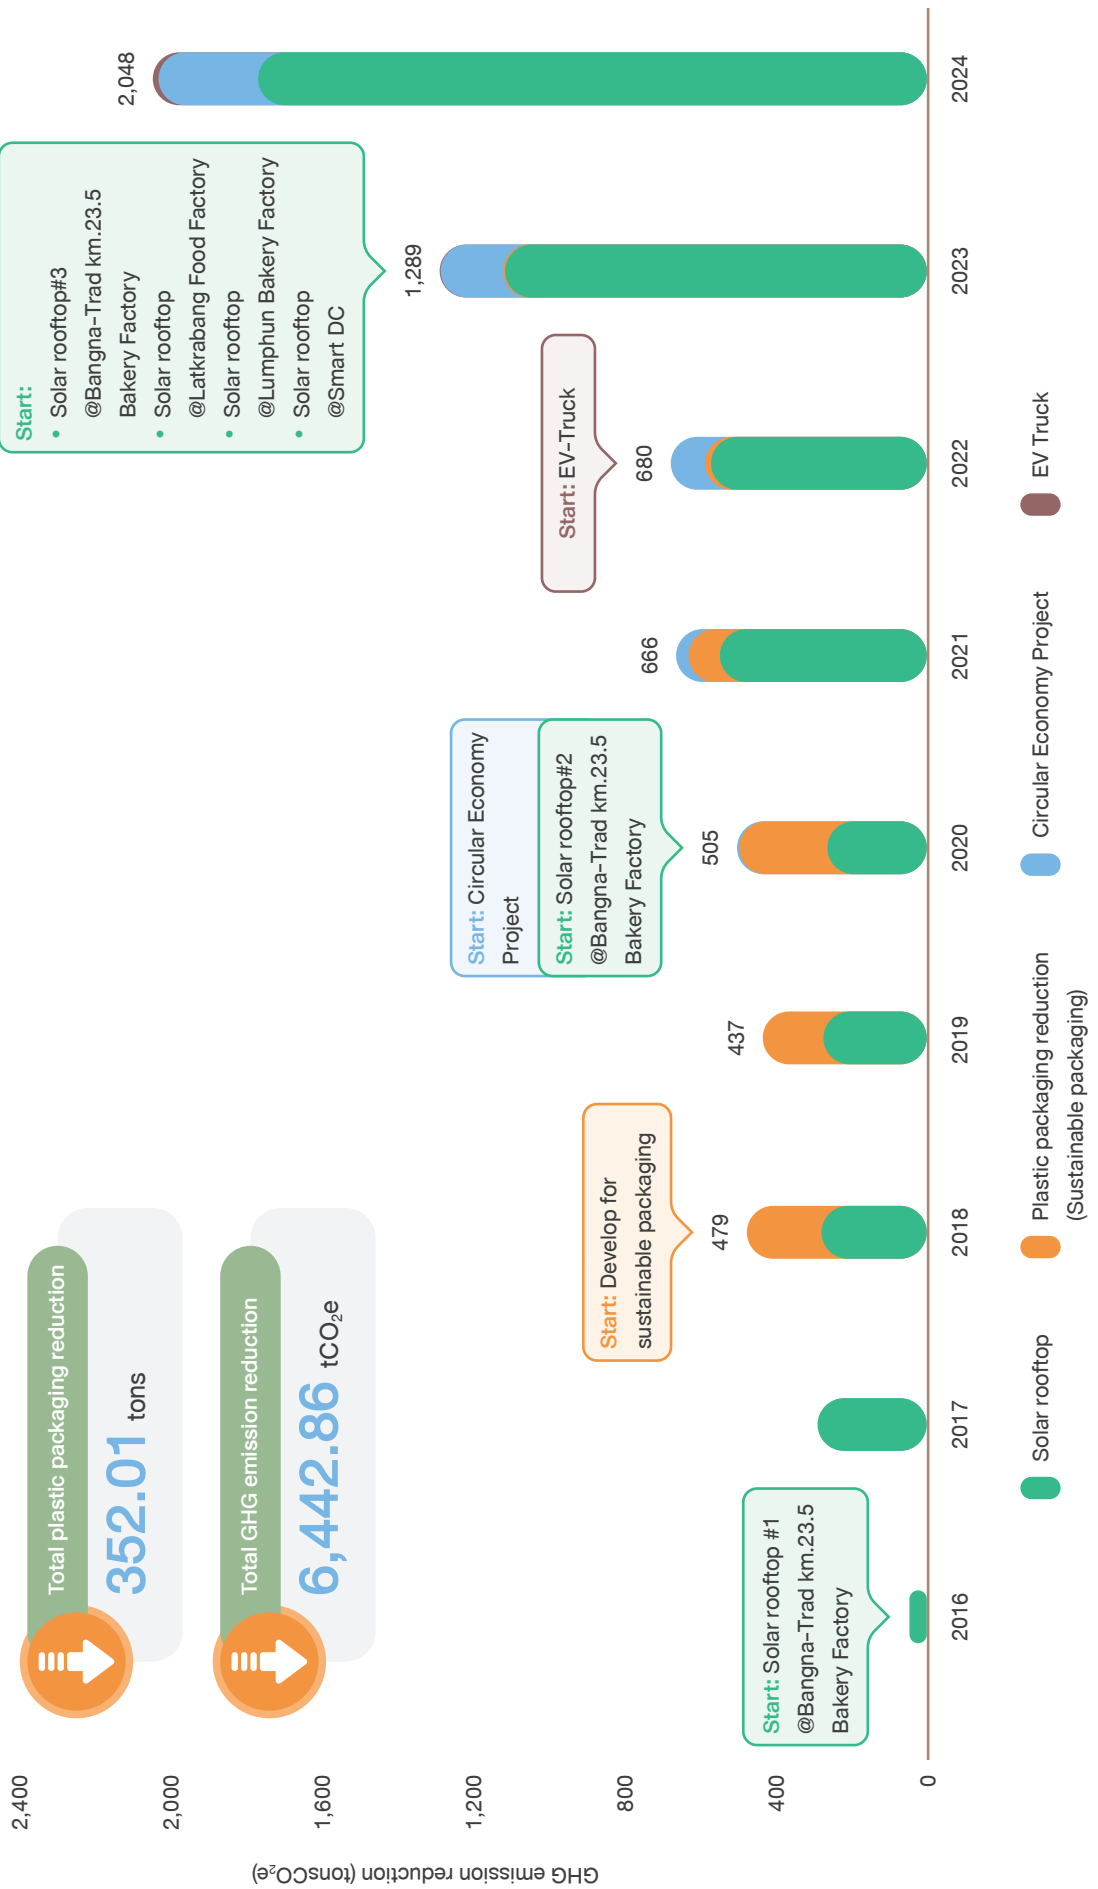 Total plastic packaging reduction
352.01 tons
Total GHG emission reduction
6,442.86 tCO₂e
GHG emission reduction (tonsCO₂e)
2,400
2,000
1,600
1,200
800
400
0
Start: Solar rooftop #1
@Bangna-Trad km.23.5
Bakery Factory
Start: Develop for
sustainable packaging
479
437
Start: Circular Economy
Project
Start: Solar rooftop#2
@Bangna-Trad km.23.5
Bakery Factory
505
666
Start: EV-Truck
680
Start:
• Solar rooftop#3
@Bangna-Trad km.23.5
Bakery Factory
• Solar rooftop
@Latkrabang Food Factory
• Solar rooftop
@Lumphun Bakery Factory
• Solar rooftop
@Smart DC
1,289
2,048
2016
2017
2018
2019
2020
2021
2022
2023
2024
Solar rooftop
Plastic packaging reduction
(Sustainable packaging)
Circular Economy Project
EV Truck